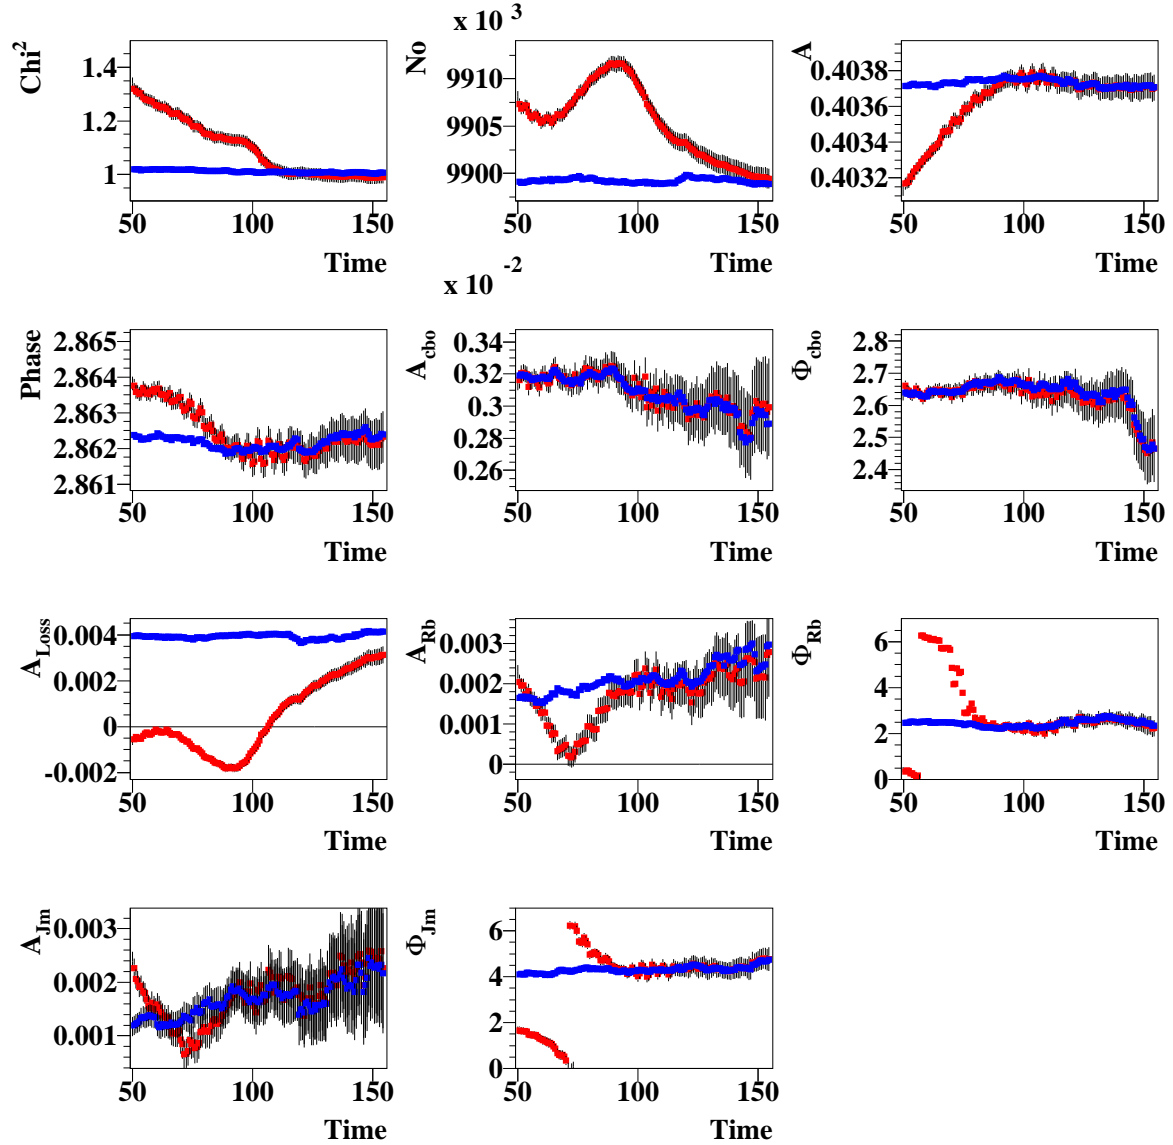 x 10 3
Chi2
1
1.2
1.4
50 100 150
Time
No
9900
9905
9910
50 100 150
Time
A
0.4032
0.4034
0.4036
0.4038
50 100 150
Time
x 10 -2
Phase
2.861
2.862
2.863
2.864
2.865
50 100 150
Time
Acbo
0.26
0.28
0.3
0.32
0.34
50 100 150
Time
Φcbo
2.4
2.5
2.6
2.7
2.8
50 100 150
Time
ALoss
-0.002
0
0.002
0.004
50 100 150
Time
ARb
0
0.001
0.002
0.003
50 100 150
Time
ΦRb
0
2
4
6
50 100 150
Time
AJm
0.001
0.002
0.003
50 100 150
Time
ΦJm
0
2
4
6
50 100 150
Time